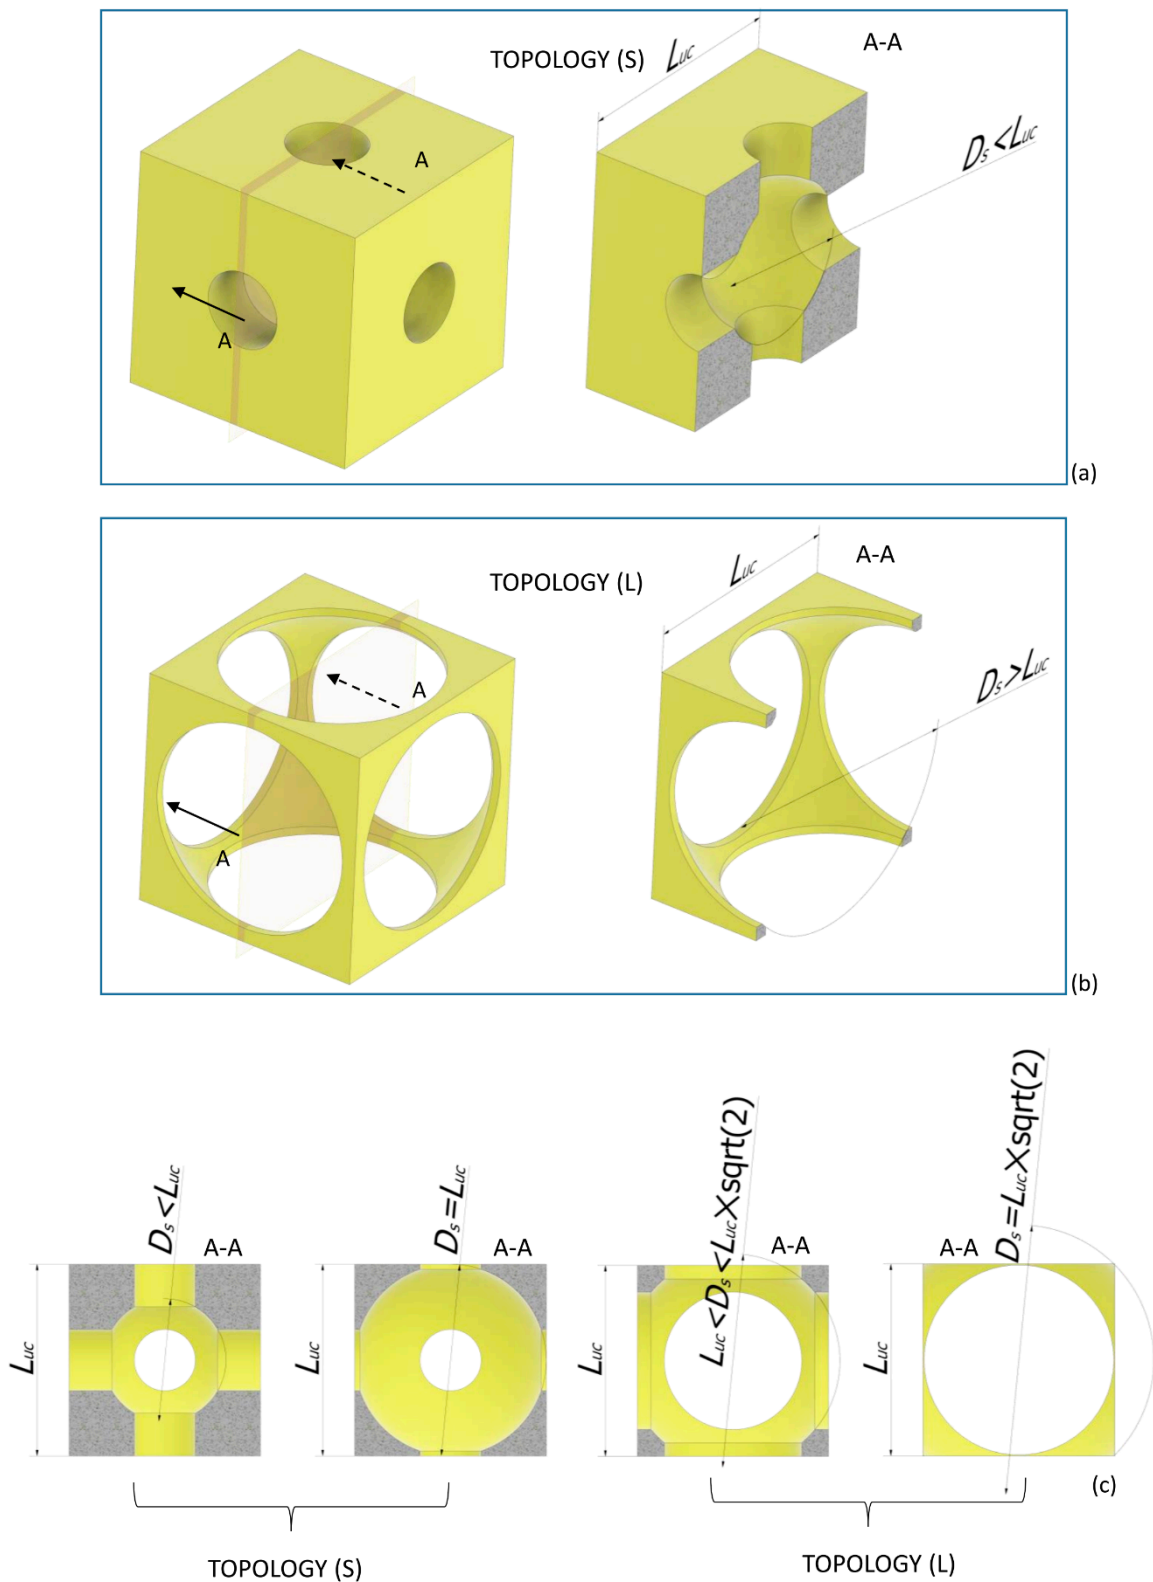 TOPOLOGY (S)
A-A
Luc
Ds<Luc
A
A
(a)
TOPOLOGY (L)
A-A
Luc
Ds>Luc
A
A
(b)
Ds<Luc
A-A
Luc
Ds=Luc
A-A
Luc
Luc<Ds<Luc×sqrt(2)
A-A
Luc
Ds=Luc×sqrt(2)
A-A
Luc
(c)
TOPOLOGY (S)
TOPOLOGY (L)